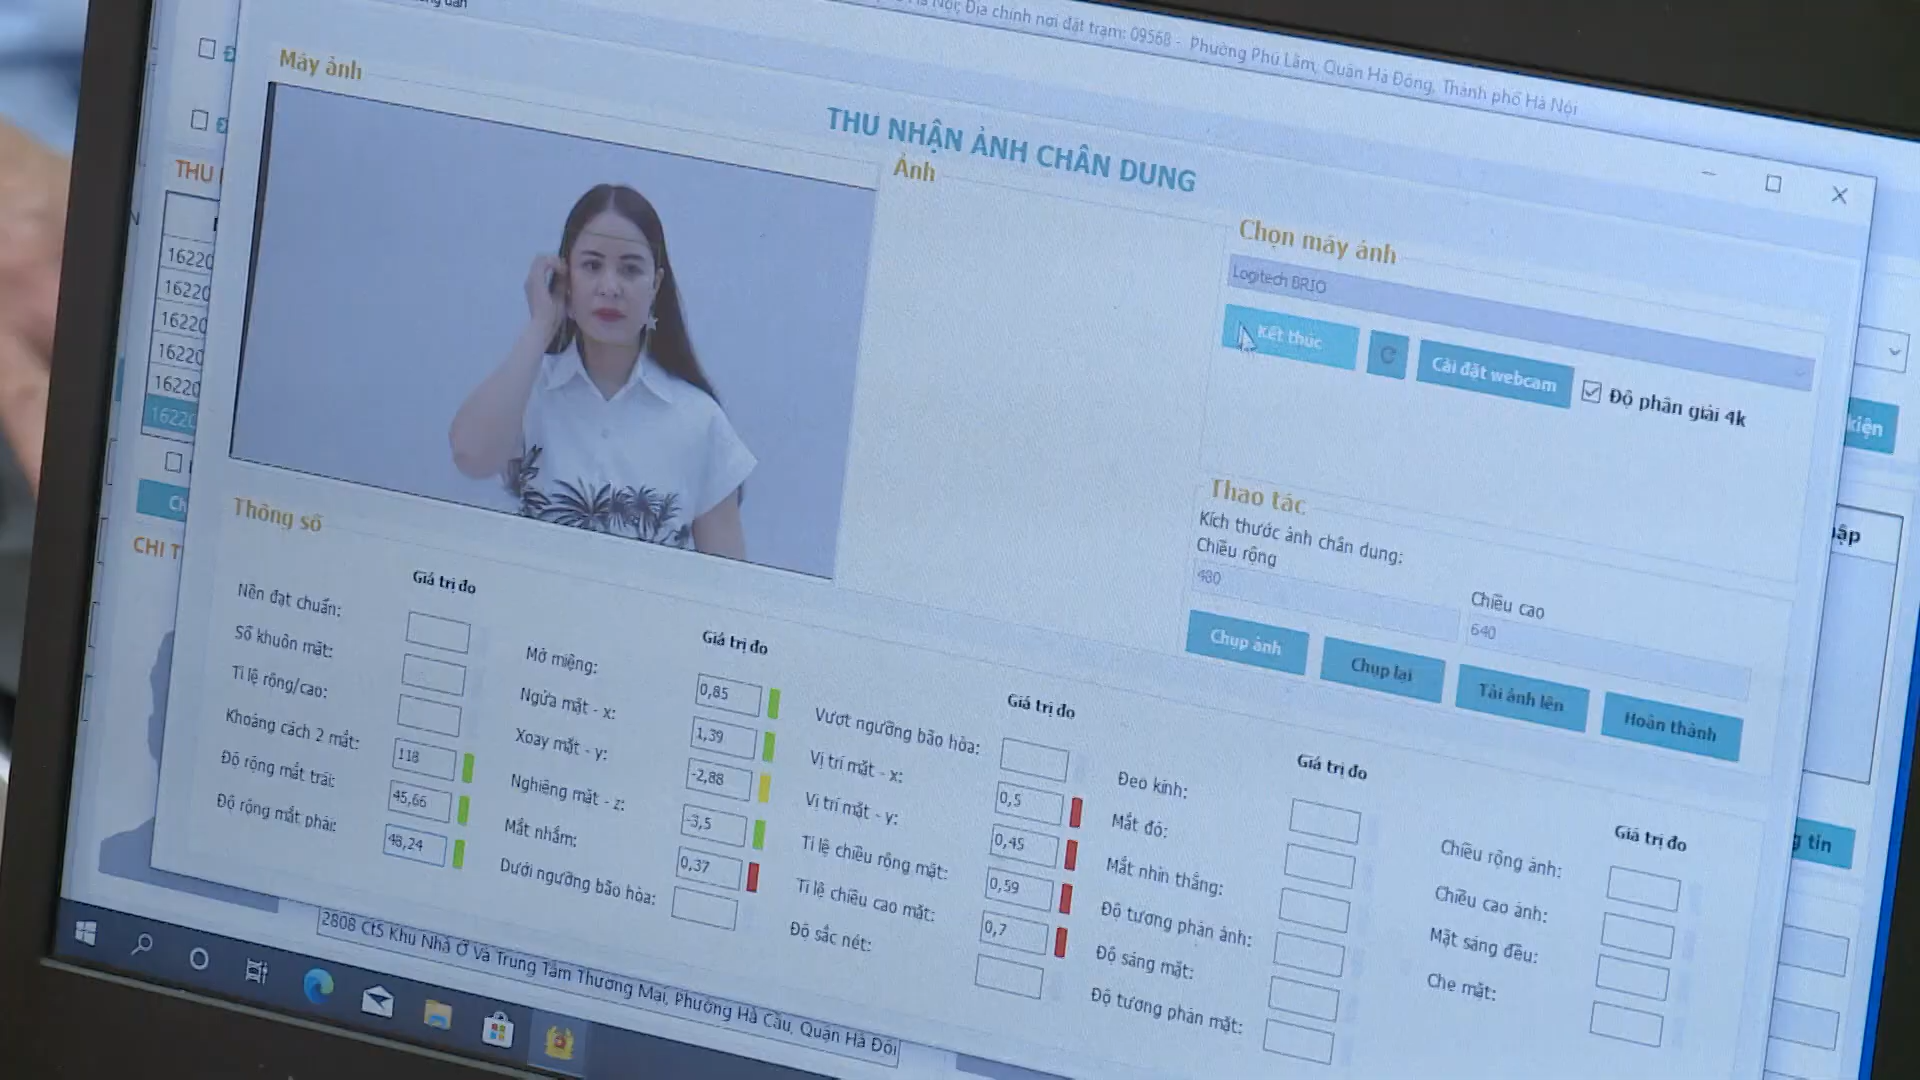 Địa chính nơi đặt trạm: 09568 - Phường Phú Lãm, Quận Hà Đông, Thành phố Hà Nội
THU NHẬN ẢNH CHÂN DUNG
Máy ảnh
Ảnh
Chọn máy ảnh
Logitech BRIO
Kết thúc
Cài đặt webcam
Độ phân giải 4k
THU
16220
16220
16220
16220
16220
16220
kiện
Thao tác
Kích thước ảnh chân dung:
Chiều rộng
480
Chiều cao
640
Chụp ảnh
Chụp lại
Tải ảnh lên
Hoàn thành
CHI T
Thông số
Giá trị đo
Nền đạt chuẩn:
Số khuôn mặt:
Tỉ lệ rộng/cao:
Khoảng cách 2 mắt: 118
Độ rộng mắt trái: 45,66
Độ rộng mắt phải: 48,24
Giá trị đo
Mở miệng: 0,85
Ngửa mặt - x: 1,39
Xoay mặt - y: -2,88
Nghiêng mặt - z: -3,5
Mắt nhắm: 0,37
Dưới ngưỡng bão hòa:
Giá trị đo
Vượt ngưỡng bão hòa:
Vị trí mặt - x: 0,5
Vị trí mặt - y: 0,45
Tỉ lệ chiều rộng mặt: 0,59
Tỉ lệ chiều cao mặt: 0,7
Độ sắc nét:
Giá trị đo
Đeo kính:
Mắt đỏ:
Mắt nhìn thẳng:
Độ tương phản ảnh:
Độ sáng mặt:
Độ tương phản mặt:
Giá trị đo
Chiều rộng ảnh:
Chiều cao ảnh:
Mặt sáng đều:
Che mặt:
g tin
2808 Ct5 Khu Nhà Ở Và Trung Tâm Thương Mại, Phường Hà Cầu, Quận Hà Đôi